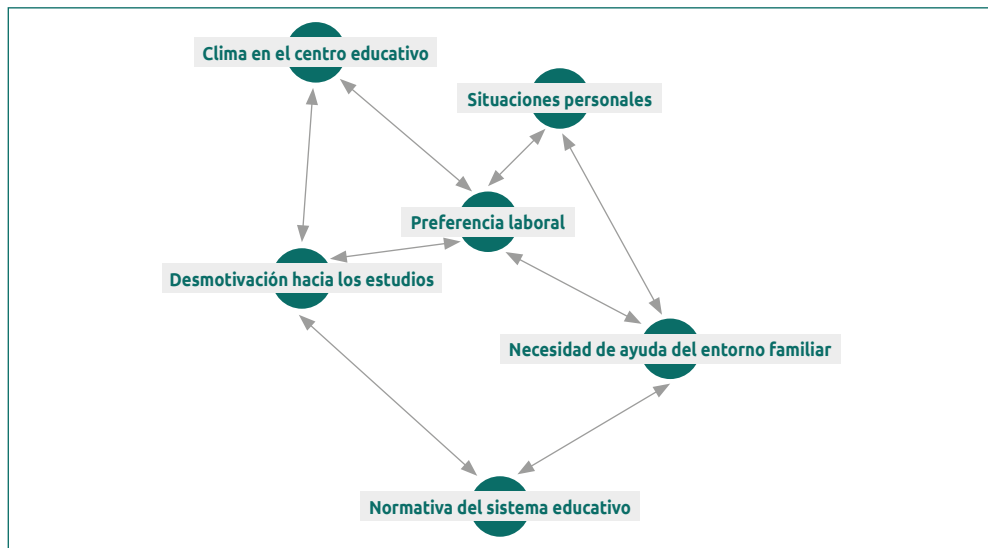 Clima en el centro educativo
Situaciones personales
Preferencia laboral
Desmotivación hacia los estudios
Necesidad de ayuda del entorno familiar
Normativa del sistema educativo